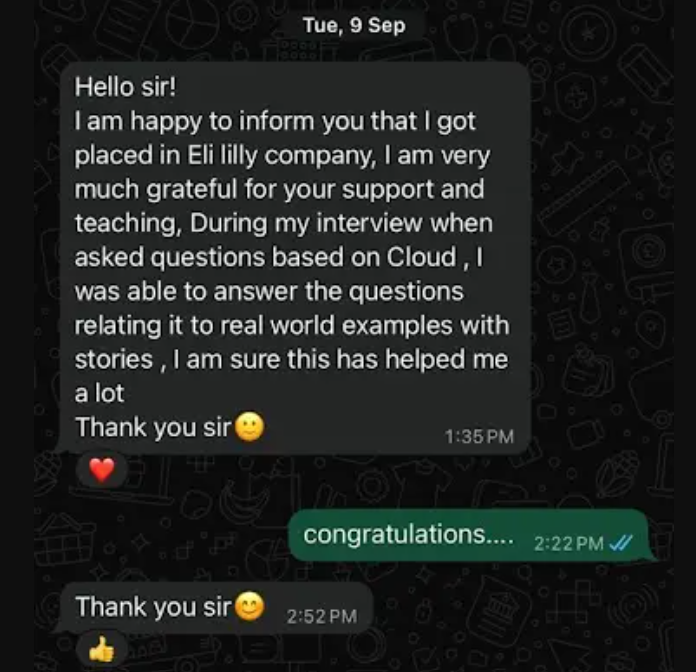 Tue, 9 Sep
Hello sir!
I am happy to inform you that I got
placed in Eli lilly company, I am very
much grateful for your support and
teaching, During my interview when
asked questions based on Cloud , I
was able to answer the questions
relating it to real world examples with
stories , I am sure this has helped me
a lot
Thank you sir🙂 1:35 PM
❤️
congratulations.... 2:22 PM
Thank you sir😊 2:52 PM
👍